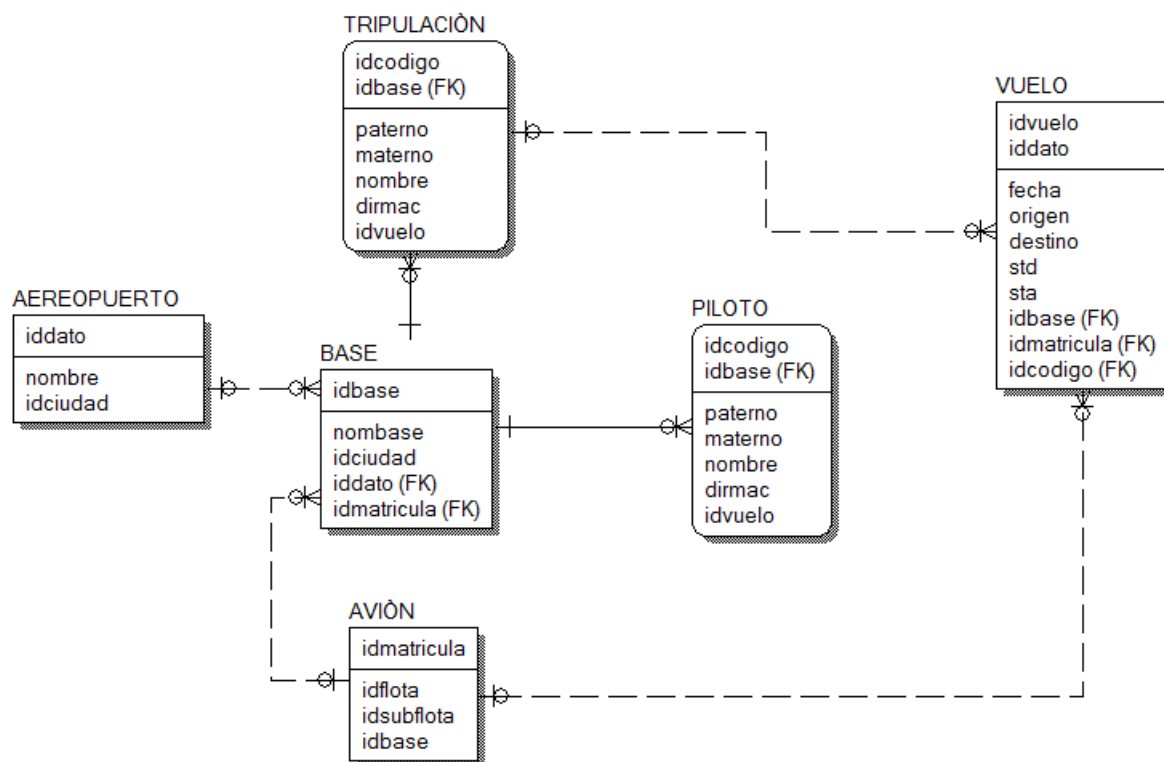 TRIPULACIÒN
idcodigo
idbase (FK)
paterno
materno
nombre
dirmac
idvuelo
VUELO
idvuelo
iddato
fecha
origen
destino
std
sta
idbase (FK)
idmatricula (FK)
idcodigo (FK)
AEREOPUERTO
iddato
nombre
idciudad
BASE
idbase
nombase
idciudad
iddato (FK)
idmatricula (FK)
PILOTO
idcodigo
idbase (FK)
paterno
materno
nombre
dirmac
idvuelo
AVIÒN
idmatricula
idflota
idsubflota
idbase